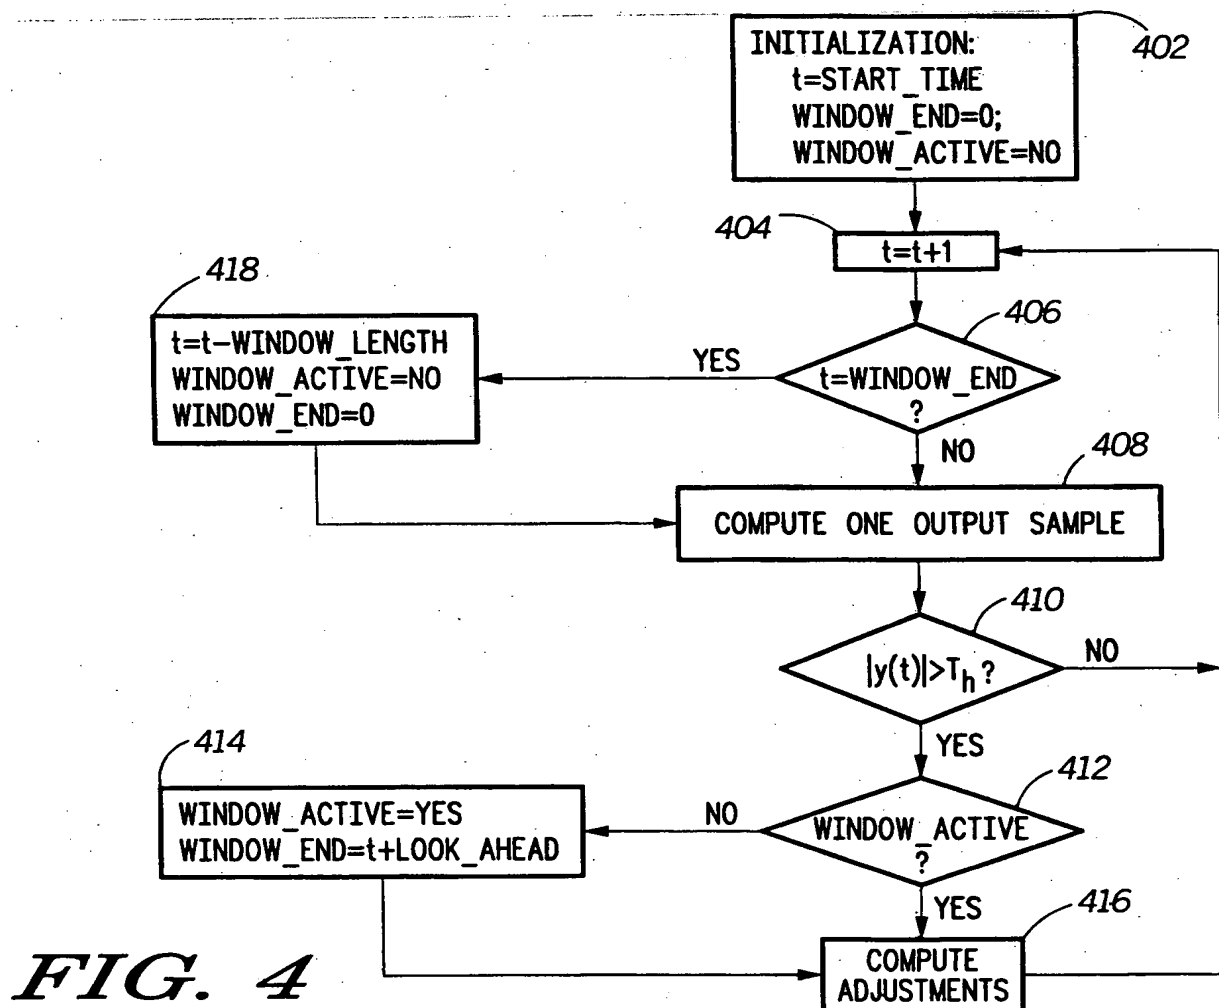 INITIALIZATION:
t=START_TIME
WINDOW_END=0;
WINDOW_ACTIVE=NO
402
404
t=t+1
418
t=t-WINDOW_LENGTH
WINDOW_ACTIVE=NO
WINDOW_END=0
YES
406
t=WINDOW_END
?
NO
408
COMPUTE ONE OUTPUT SAMPLE
410
|y(t)|>Th?
NO
YES
414
WINDOW_ACTIVE=YES
WINDOW_END=t+LOOK_AHEAD
NO
412
WINDOW_ACTIVE
?
YES
416
COMPUTE
ADJUSTMENTS
FIG. 4